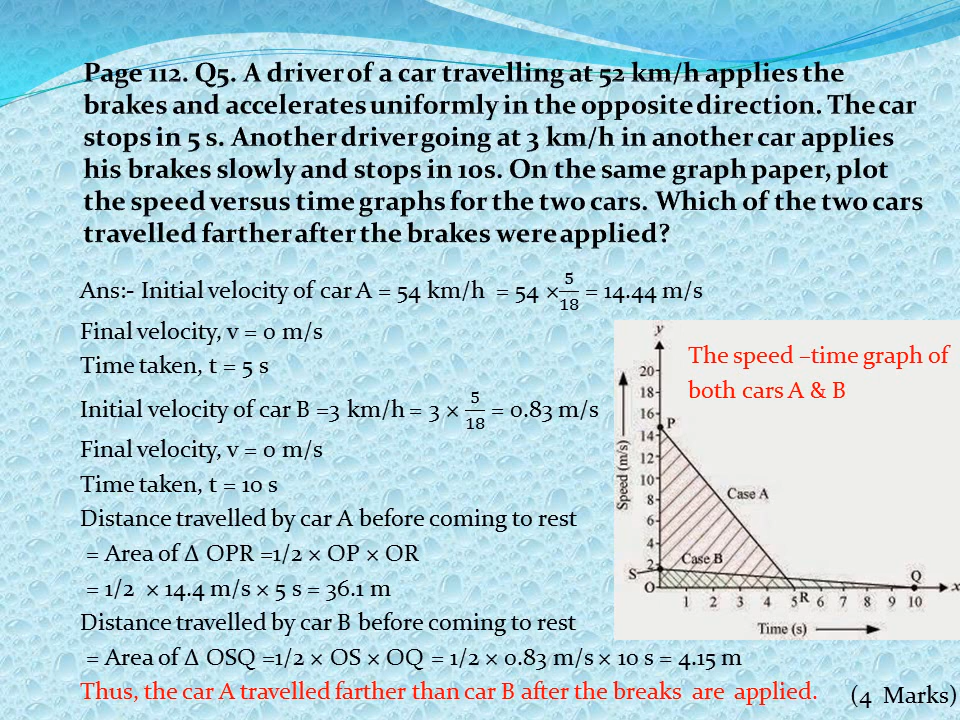 Page 112. Q5. A driver of a car travelling at 52 km/h applies the
brakes and accelerates uniformly in the opposite direction. The car
stops in 5 s. Another driver going at 3 km/h in another car applies
his brakes slowly and stops in 10s. On the same graph paper, plot
the speed versus time graphs for the two cars. Which of the two cars
travelled farther after the brakes were applied?
Ans:- Initial velocity of car A = 54 km/h = 54 ×5/18 = 14.44 m/s
Final velocity, v = 0 m/s
Time taken, t = 5 s
Initial velocity of car B =3 km/h = 3 × 5/18 = 0.83 m/s
Final velocity, v = 0 m/s
Time taken, t = 10 s
Distance travelled by car A before coming to rest
= Area of Δ OPR =1/2 × OP × OR
= 1/2 × 14.4 m/s × 5 s = 36.1 m
Distance travelled by car B before coming to rest
= Area of Δ OSQ =1/2 × OS × OQ = 1/2 × 0.83 m/s × 10 s = 4.15 m
Thus, the car A travelled farther than car B after the breaks are applied.
(4 Marks)
The speed –time graph of
both cars A & B
y
20
18
16
P
14
12
10
Case A
8
6
4
Case B
2
S
O
Q
x
1 2 3 4 5 R 6 7 8 9 10
Speed (m/s)
Time (s)